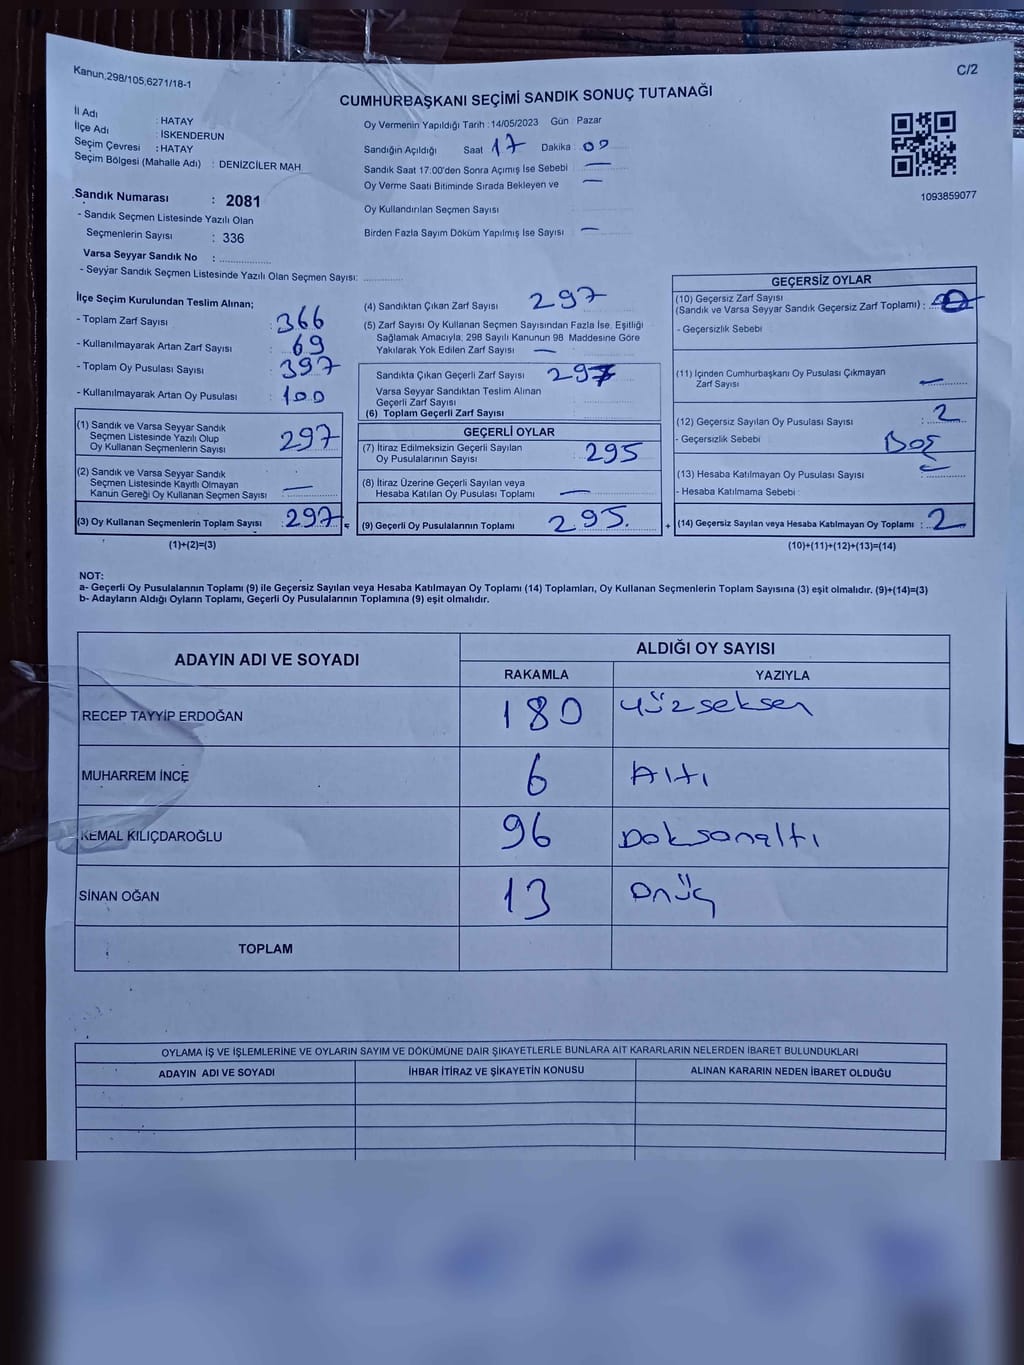 Kanun,298/105,6271/18-1
C/2
CUMHURBAŞKANI SEÇİMİ SANDIK SONUÇ TUTANAĞI
İl Adı : HATAY
İlçe Adı : İSKENDERUN
Seçim Çevresi : HATAY
Seçim Bölgesi (Mahalle Adı) : DENİZCİLER MAH.
Oy Vermenin Yapıldığı Tarih : 14/05/2023 Gün Pazar
Sandığın Açıldığı Saat 17 Dakika 00
Sandık Saat 17:00'den Sonra Açımış İse Sebebi —
Oy Verme Saati Bitiminde Sırada Bekleyen ve —
Oy Kullandırılan Seçmen Sayısı
Birden Fazla Sayım Döküm Yapılmış İse Sayısı —
1093859077
Sandık Numarası : 2081
- Sandık Seçmen Listesinde Yazılı Olan
Seçmenlerin Sayısı : 336
Varsa Seyyar Sandık No : ................
- Seyyar Sandık Seçmen Listesinde Yazılı Olan Seçmen Sayısı: ............
İlçe Seçim Kurulundan Teslim Alınan;
- Toplam Zarf Sayısı : 366
- Kullanılmayarak Artan Zarf Sayısı : 69
- Toplam Oy Pusulası Sayısı : 397
- Kullanılmayarak Artan Oy Pusulası : 100
(1) Sandık ve Varsa Seyyar Sandık
Seçmen Listesinde Yazılı Olup
Oy Kullanan Seçmenlerin Sayısı : 297
(2) Sandık ve Varsa Seyyar Sandık
Seçmen Listesinde Kayıtlı Olmayan
Kanun Gereği Oy Kullanan Seçmen Sayısı : —
(3) Oy Kullanan Seçmenlerin Toplam Sayısı : 297 =
(1)+(2)=(3)
(4) Sandıktan Çıkan Zarf Sayısı 297
(5) Zarf Sayısı Oy Kullanan Seçmen Sayısından Fazla İse, Eşitliği
Sağlamak Amacıyla; 298 Sayılı Kanunun 98 Maddesine Göre
Yakılarak Yok Edilen Zarf Sayısı —
Sandıkta Çıkan Geçerli Zarf Sayısı 297
Varsa Seyyar Sandıktan Teslim Alınan
Geçerli Zarf Sayısı
(6) Toplam Geçerli Zarf Sayısı
GEÇERLİ OYLAR
(7) İtiraz Edilmeksizin Geçerli Sayılan
Oy Pusulalarının Sayısı : 295
(8) İtiraz Üzerine Geçerli Sayılan veya
Hesaba Katılan Oy Pusulası Toplamı : —
(9) Geçerli Oy Pusulalarının Toplamı 295. +
GEÇERSİZ OYLAR
(10) Geçersiz Zarf Sayısı
(Sandık ve Varsa Seyyar Sandık Geçersiz Zarf Toplamı) :
- Geçersizlik Sebebi
(11) İçinden Cumhurbaşkanı Oy Pusulası Çıkmayan
Zarf Sayısı : —
(12) Geçersiz Sayılan Oy Pusulası Sayısı : 2
- Geçersizlik Sebebi : Boş
(13) Hesaba Katılmayan Oy Pusulası Sayısı : —
- Hesaba Katılmama Sebebi :
(14) Geçersiz Sayılan veya Hesaba Katılmayan Oy Toplamı : 2
(10)+(11)+(12)+(13)=(14)
NOT:
a- Geçerli Oy Pusulalarının Toplamı (9) ile Geçersiz Sayılan veya Hesaba Katılmayan Oy Toplamı (14) Toplamları, Oy Kullanan Seçmenlerin Toplam Sayısına (3) eşit olmalıdır. (9)+(14)=(3)
b- Adayların Aldığı Oyların Toplamı, Geçerli Oy Pusulalarının Toplamına (9) eşit olmalıdır.
ADAYIN ADI VE SOYADI ALDIĞI OY SAYISI
RAKAMLA YAZIYLA
RECEP TAYYİP ERDOĞAN 180 yüzseksen
MUHARREM İNCE 6 Altı
KEMAL KILIÇDAROĞLU 96 Doksanaltı
SİNAN OĞAN 13 Onüç
TOPLAM
OYLAMA İŞ VE İŞLEMLERİNE VE OYLARIN SAYIM VE DÖKÜMÜNE DAİR ŞİKAYETLERLE BUNLARA AİT KARARLARIN NELERDEN İBARET BULUNDUKLARI
ADAYIN ADI VE SOYADI İHBAR İTİRAZ VE ŞİKAYETİN KONUSU ALINAN KARARIN NEDEN İBARET OLDUĞU